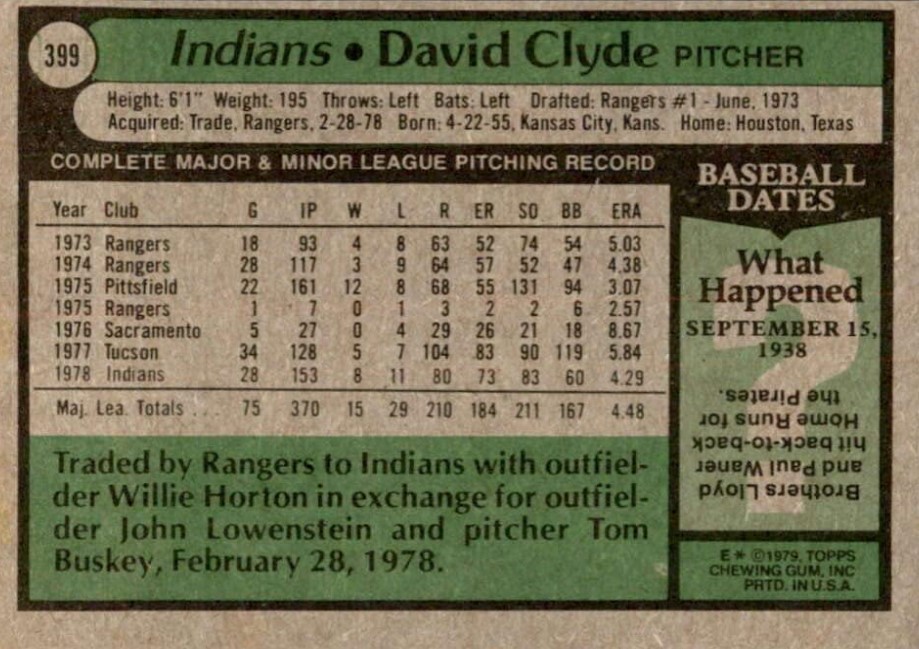 399
Indians • David Clyde PITCHER
Height: 6'1" Weight: 195 Throws: Left Bats: Left Drafted: Rangers #1 - June, 1973
Acquired: Trade, Rangers, 2-28-78 Born: 4-22-55, Kansas City, Kans. Home: Houston, Texas
COMPLETE MAJOR & MINOR LEAGUE PITCHING RECORD
Year Club G IP W L R ER SO BB ERA
1973 Rangers 18 93 4 8 63 52 74 54 5.03
1974 Rangers 28 117 3 9 64 57 52 47 4.38
1975 Pittsfield 22 161 12 8 68 55 131 94 3.07
1975 Rangers 1 7 0 1 3 2 2 6 2.57
1976 Sacramento 5 27 0 4 29 26 21 18 8.67
1977 Tucson 34 128 5 7 104 83 90 119 5.84
1978 Indians 28 153 8 11 80 73 83 60 4.29
Maj. Lea. Totals ... 75 370 15 29 210 184 211 167 4.48
Traded by Rangers to Indians with outfiel-
der Willie Horton in exchange for outfiel-
der John Lowenstein and pitcher Tom
Buskey, February 28, 1978.
BASEBALL
DATES
?
What
Happened
SEPTEMBER 15,
1938
Brothers Lloyd
and Paul Waner
hit back-to-back
Home Runs for
the Pirates.
E* ©1979, TOPPS
CHEWING GUM, INC
PRTD. IN U.S.A.